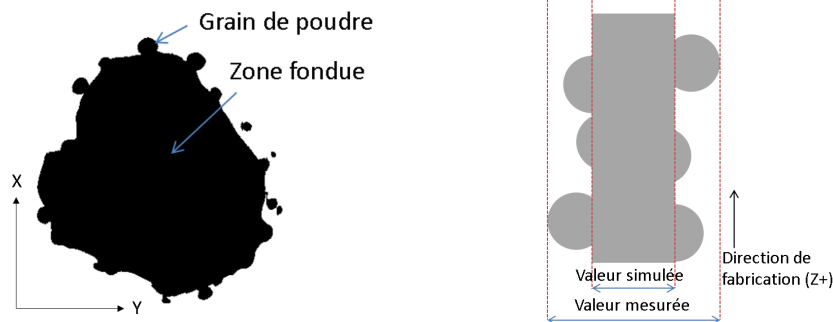 Grain de poudre
Zone fondue
X
Y
Direction de
fabrication (Z+)
Valeur simulée
Valeur mesurée